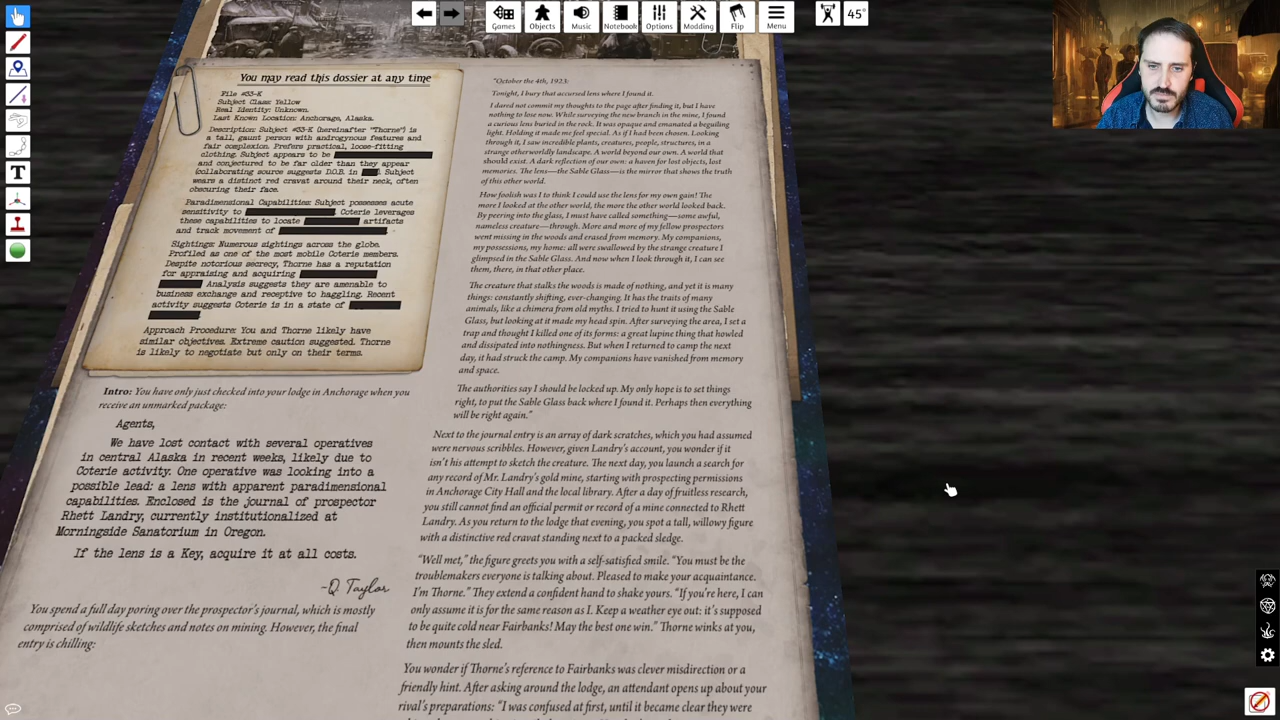 Games
Objects
Music
Notebook
Options
Modding
Flip
Menu
45°
T
You may read this dossier at any time
File #33-K
Subject Class: Yellow
Real Identity: Unknown.
Last Known Location: Anchorage, Alaska.
Description: Subject #33-K (hereinafter "Thorne") is
a tall, gaunt person with androgynous features and
fair complexion. Prefers practical, loose-fitting
clothing. Subject appears to be
and conjectured to be far older than they appear
(collaborating source suggests D.O.B. in
). Subject
wears a distinct red cravat around their neck, often
obscuring their face.
Paradimensional Capabilities: Subject possesses acute
sensitivity to
. Coterie leverages
these capabilities to locate
artifacts
and track movement of
.
Sightings: Numerous sightings across the globe.
Profiled as one of the most mobile Coterie members.
Despite notorious secrecy, Thorne has a reputation
for appraising and acquiring
Analysis suggests they are amenable to
business exchange and receptive to haggling. Recent
activity suggests Coterie is in a state of
.
Approach Procedure: You and Thorne likely have
similar objectives. Extreme caution suggested. Thorne
is likely to negotiate but only on their terms.
Intro: You have only just checked into your lodge in Anchorage when you
receive an unmarked package:
Agents,
We have lost contact with several operatives
in central Alaska in recent weeks, likely due to
Coterie activity. One operative was looking into a
possible lead: a lens with apparent paradimensional
capabilities. Enclosed is the journal of prospector
Rhett Landry, currently institutionalized at
Morningside Sanatorium in Oregon.
If the lens is a Key, acquire it at all costs.
-Q. Taylor
You spend a full day poring over the prospector's journal, which is mostly
comprised of wildlife sketches and notes on mining. However, the final
entry is chilling:
"October the 4th, 1923:
Tonight, I bury that accursed lens where I found it.
I dared not commit my thoughts to the page after finding it, but I have
nothing to lose now. While surveying the new branch in the mine, I found
a curious lens buried in the rock. It was opaque and emanated a beguiling
light. Holding it made me feel special. As if I had been chosen. Looking
through it, I saw incredible plants, creatures, people, structures, in a
strange otherworldly landscape. A world beyond our own. A world that
should exist. A dark reflection of our own: a haven for lost objects, lost
memories. The lens—the Sable Glass—is the mirror that shows the truth
of this other world.
How foolish was I to think I could use the lens for my own gain! The
more I looked at the other world, the more the other world looked back.
By peering into the glass, I must have called something—some awful,
nameless creature—through. More and more of my fellow prospectors
went missing in the woods and erased from memory. My companions,
my possessions, my home: all were swallowed by the strange creature I
glimpsed in the Sable Glass. And now when I look through it, I can see
them, there, in that other place.
The creature that stalks the woods is made of nothing, and yet it is many
things: constantly shifting, ever-changing. It has the traits of many
animals, like a chimera from old myths. I tried to hunt it using the Sable
Glass, but looking at it made my head spin. After surveying the area, I set a
trap and thought I killed one of its forms: a great lupine thing that howled
and dissipated into nothingness. But when I returned to camp the next
day, it had struck the camp. My companions have vanished from memory
and space.
The authorities say I should be locked up. My only hope is to set things
right, to put the Sable Glass back where I found it. Perhaps then everything
will be right again."
Next to the journal entry is an array of dark scratches, which you had assumed
were nervous scribbles. However, given Landry's account, you wonder if it
isn't his attempt to sketch the creature. The next day, you launch a search for
any record of Mr. Landry's gold mine, starting with prospecting permissions
in Anchorage City Hall and the local library. After a day of fruitless research,
you still cannot find an official permit or record of a mine connected to Rhett
Landry. As you return to the lodge that evening, you spot a tall, willowy figure
with a distinctive red cravat standing next to a packed sledge.
"Well met," the figure greets you with a self-satisfied smile. "You must be the
troublemakers everyone is talking about. Pleased to make your acquaintance.
I'm Thorne." They extend a confident hand to shake yours. "If you're here, I can
only assume it is for the same reason as I. Keep a weather eye out: it's supposed
to be quite cold near Fairbanks! May the best one win." Thorne winks at you,
then mounts the sled.
You wonder if Thorne's reference to Fairbanks was clever misdirection or a
friendly hint. After asking around the lodge, an attendant opens up about your
rival's preparations: "I was confused at first, until it became clear they were